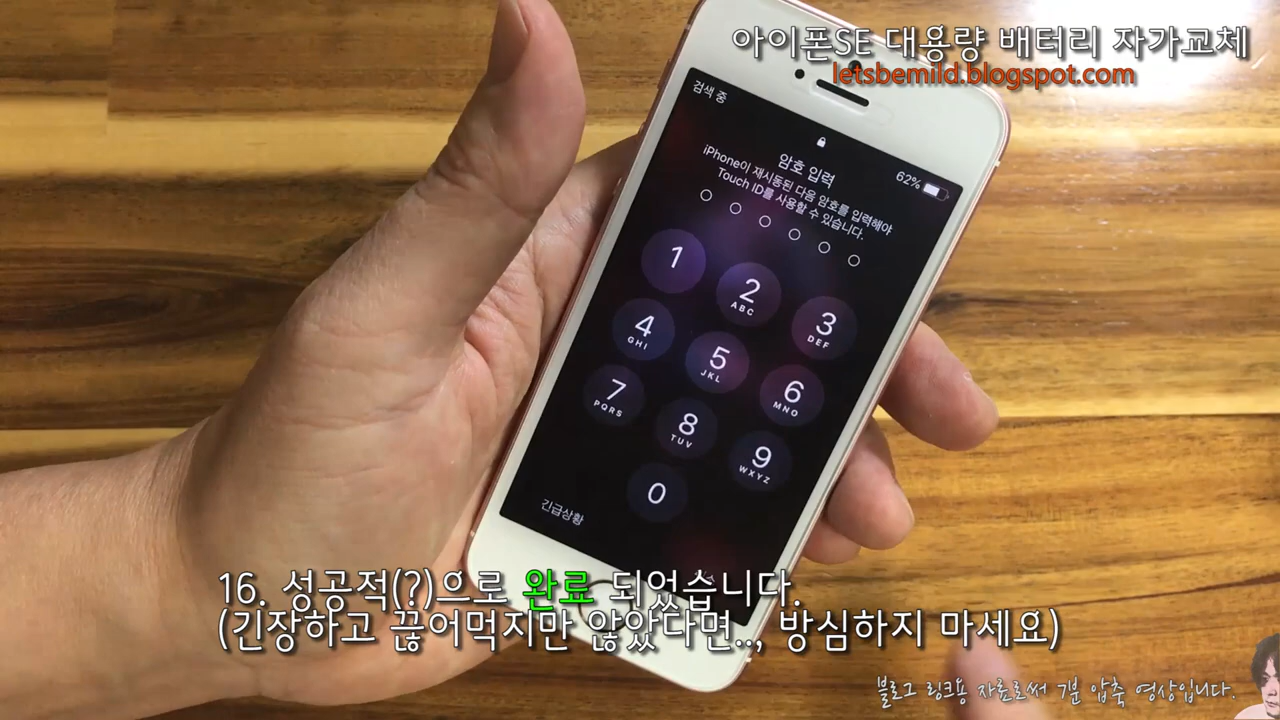 아이폰SE 대용량 배터리 자가교체
letsbemild.blogspot.com
검색 중
62%
암호 입력
iPhone이 재시동된 다음 암호를 입력해야
Touch ID를 사용할 수 있습니다.
1
2
ABC
3
DEF
4
GHI
5
JKL
6
MNO
7
PQRS
8
TUV
9
WXYZ
0
긴급상황
16. 성공적(?)으로 완료 되었습니다.
(긴장하고 끊어먹지만 않았다면.., 방심하지 마세요)
블로그 링크용 자료로써 7분 압축 영상입니다.